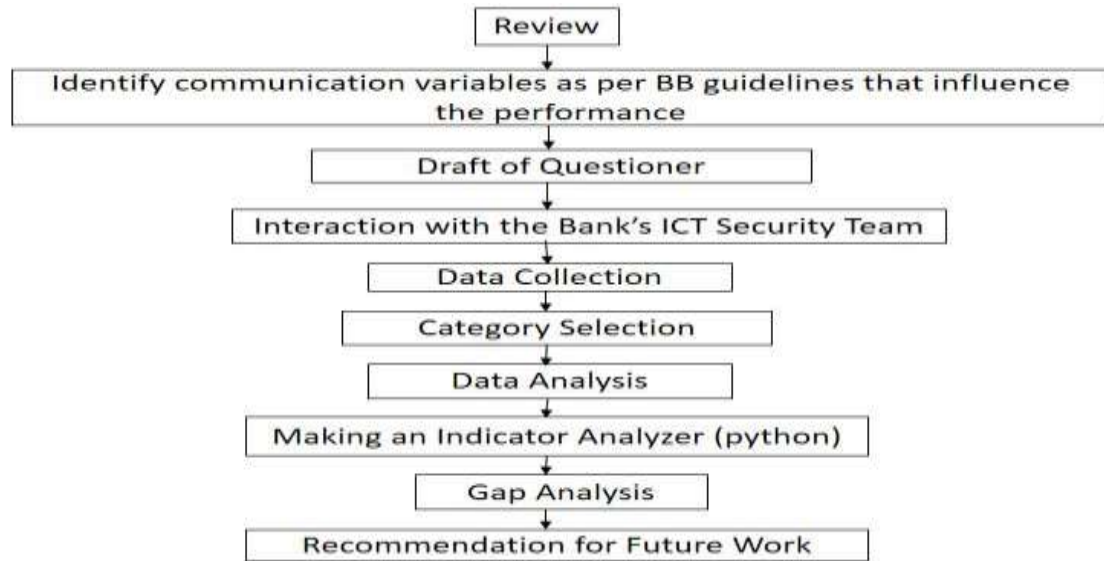 Review
Identify communication variables as per BB guidelines that influence
the performance
Draft of Questioner
Interaction with the Bank's ICT Security Team
Data Collection
Category Selection
Data Analysis
Making an Indicator Analyzer (python)
Gap Analysis
Recommendation for Future Work